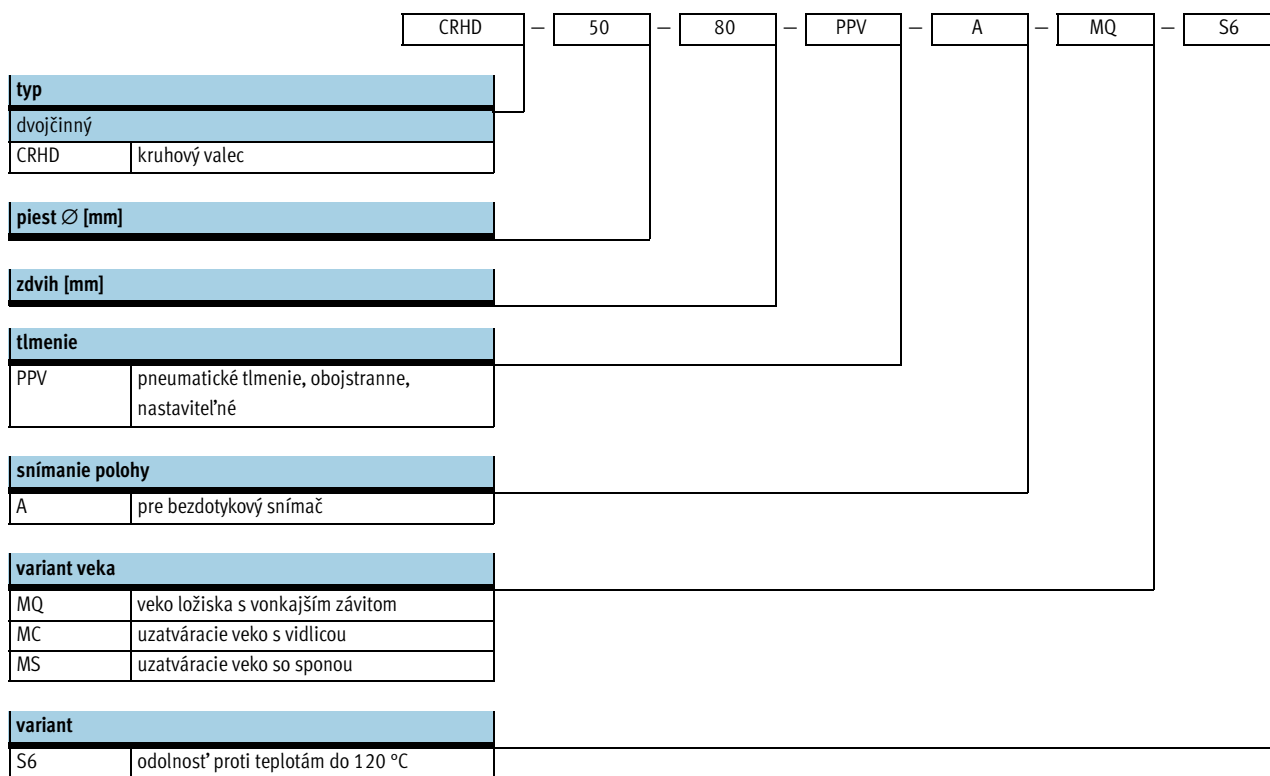 CRHD – 50 – 80 – PPV – A – MQ – S6
typ
dvojčinný
CRHD kruhový valec
piest ∅ [mm]
zdvih [mm]
tlmenie
PPV pneumatické tlmenie, obojstranne,
nastaviteľné
snímanie polohy
A pre bezdotykový snímač
variant veka
MQ veko ložiska s vonkajším závitom
MC uzatváracie veko s vidlicou
MS uzatváracie veko so sponou
variant
S6 odolnosť proti teplotám do 120 °C